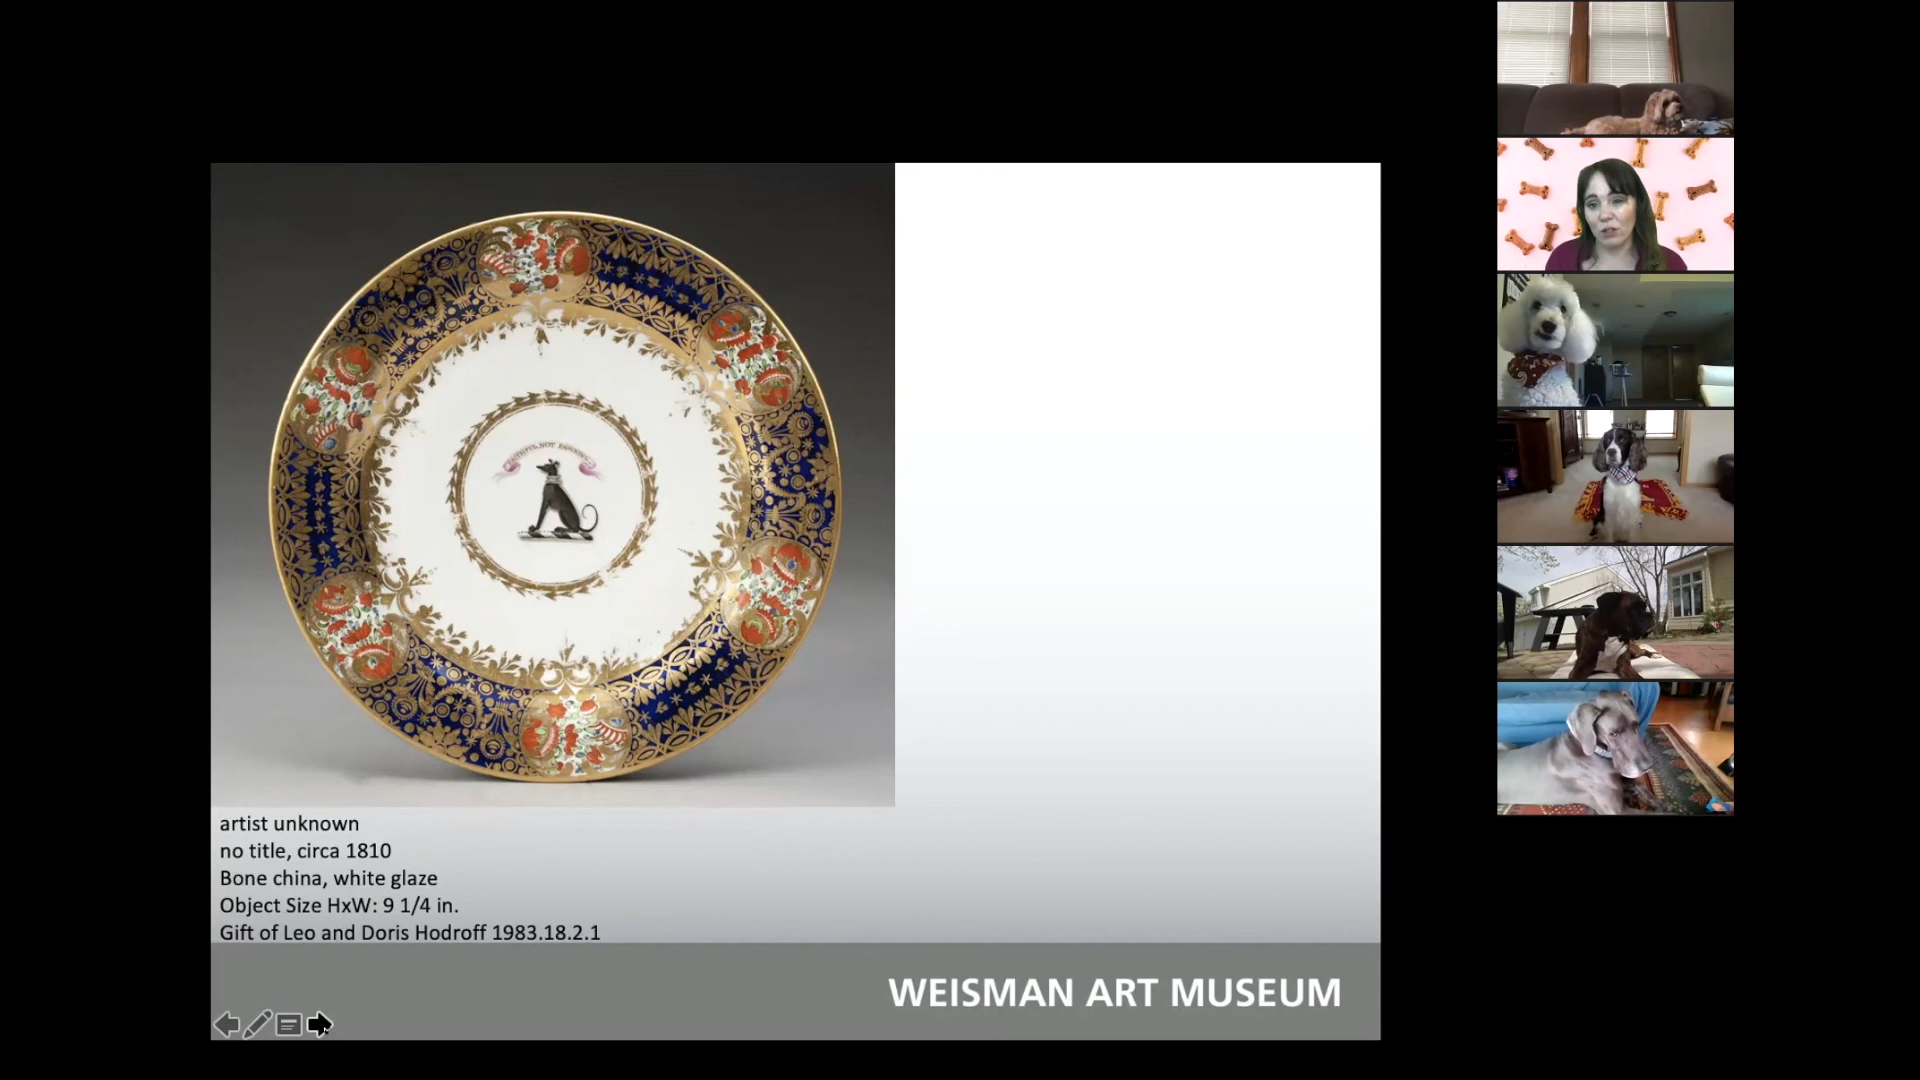 NOT
artist unknown
no title, circa 1810
Bone china, white glaze
Object Size HxW: 9 1/4 in.
Gift of Leo and Doris Hodroff 1983.18.2.1
WEISMAN ART MUSEUM